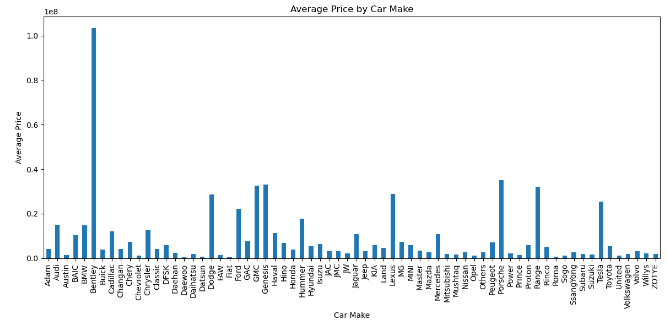 Average Price by Car Make
1e8
1.0
0.8
0.6
0.4
0.2
0.0
Average Price
Adam
Audi
Austin
BAIC
BMW
Bentley
Buick
Cadillac
Changan
Chery
Chevrolet
Chrysler
Classic
DFSK
Daehan
Daewoo
Daihatsu
Datsun
Dodge
FAW
Fiat
Ford
GAC
GMC
Genesis
Haval
Hino
Honda
Hummer
Hyundai
Isuzu
JAC
JMC
JW
Jaguar
Jeep
KIA
Land
Lexus
MG
MINI
Master
Mazda
Mercedes
Mitsubishi
Mushtaq
Nissan
Opel
Others
Peugeot
Porsche
Power
Prince
Proton
Range
Rinco
Roma
Sogo
SsangYong
Subaru
Suzuki
Tesla
Toyota
United
Volkswagen
Volvo
Willys
ZOTYE
Car Make